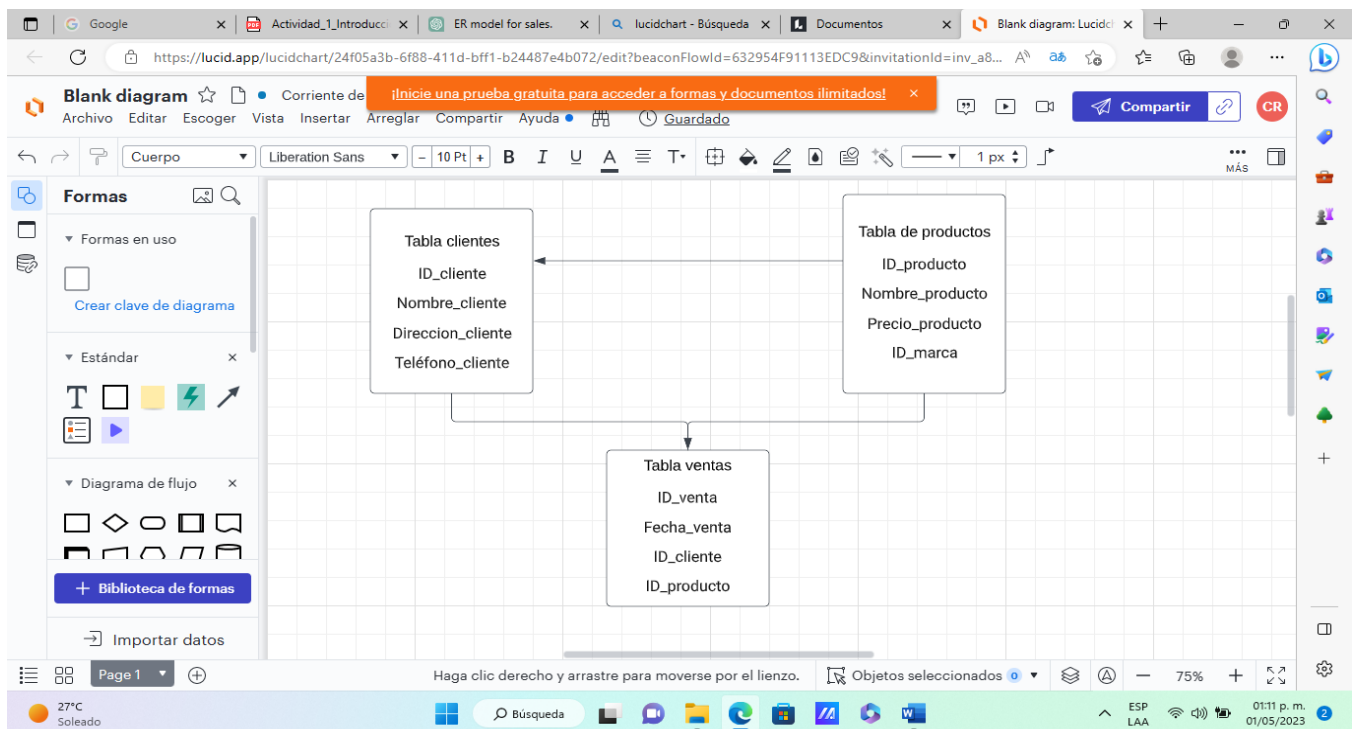 Google
Actividad_1_Introducci
ER model for sales.
lucidchart - Búsqueda
Documentos
Blank diagram: Lucidch
https://lucid.app/lucidchart/24f05a3b-6f88-411d-bff1-b24487e4b072/edit?beaconFlowId=632954F91113EDC9&invitationId=inv_a8...
Blank diagram
Corriente de
¡Inicie una prueba gratuita para acceder a formas y documentos ilimitados!
Compartir
CR
Archivo Editar Escoger Vista Insertar Arreglar Compartir Ayuda
Guardado
Cuerpo
Liberation Sans
10 Pt
B I U A
T
1 px
MÁS
Formas
Formas en uso
Crear clave de diagrama
Estándar
T
Diagrama de flujo
+ Biblioteca de formas
Importar datos
Tabla clientes
ID_cliente
Nombre_cliente
Direccion_cliente
Teléfono_cliente
Tabla de productos
ID_producto
Nombre_producto
Precio_producto
ID_marca
Tabla ventas
ID_venta
Fecha_venta
ID_cliente
ID_producto
Page 1
Haga clic derecho y arrastre para moverse por el lienzo.
Objetos seleccionados 0
75%
27°C
Soleado
Búsqueda
ESP
LAA
01:11 p. m.
01/05/2023
2